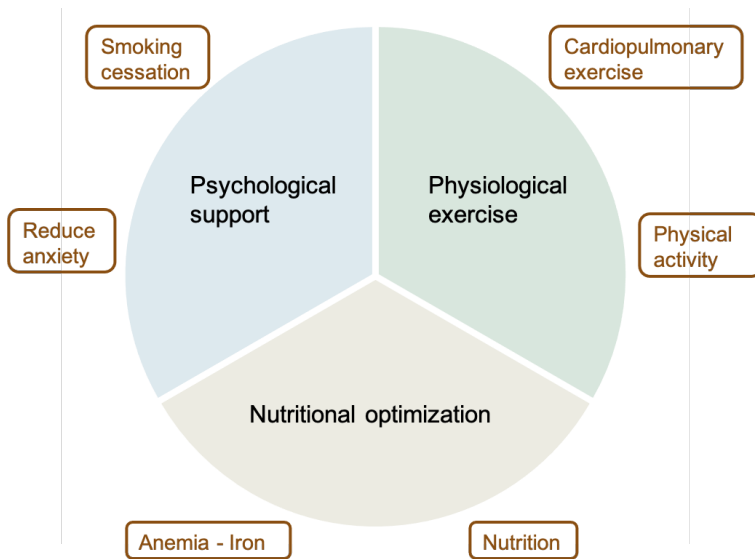 Smoking
cessation
Cardiopulmonary
exercise
Psychological
support
Physiological
exercise
Reduce
anxiety
Physical
activity
Nutritional optimization
Anemia - Iron
Nutrition